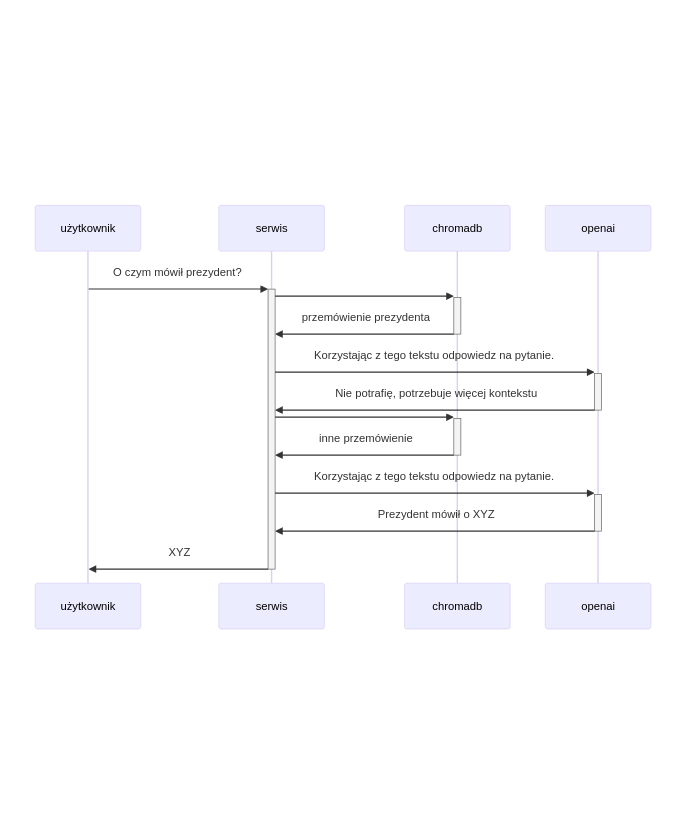 użytkownik
serwis
chromadb
openai
O czym mówił prezydent?
przemówienie prezydenta
Korzystając z tego tekstu odpowiedz na pytanie.
Nie potrafię, potrzebuje więcej kontekstu
inne przemówienie
Korzystając z tego tekstu odpowiedz na pytanie.
Prezydent mówił o XYZ
XYZ
użytkownik
serwis
chromadb
openai